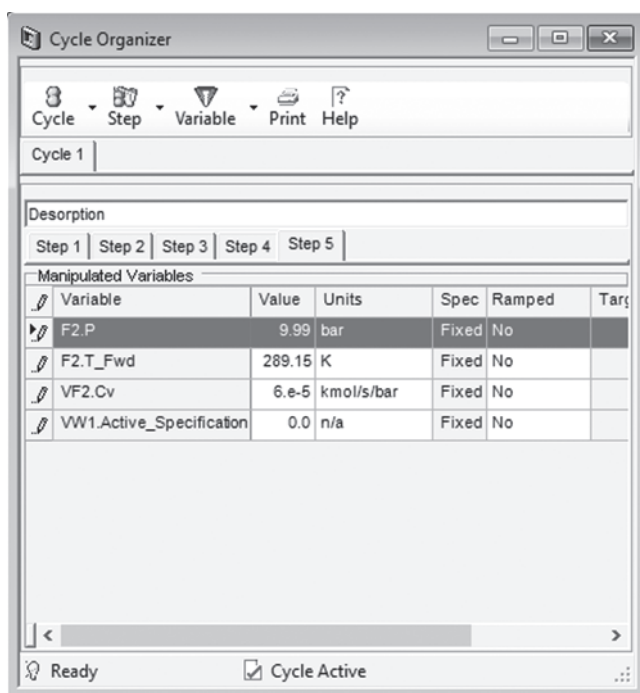 Cycle Organizer
Cycle Step Variable Print Help
Cycle 1
Desorption
Step 1 Step 2 Step 3 Step 4 Step 5
Manipulated Variables
Variable Value Units Spec Ramped Targ
F2.P 9.99 bar Fixed No
F2.T_Fwd 289.15 K Fixed No
VF2.Cv 6.e-5 kmol/s/bar Fixed No
VW1.Active_Specification 0.0 n/a Fixed No
Ready Cycle Active